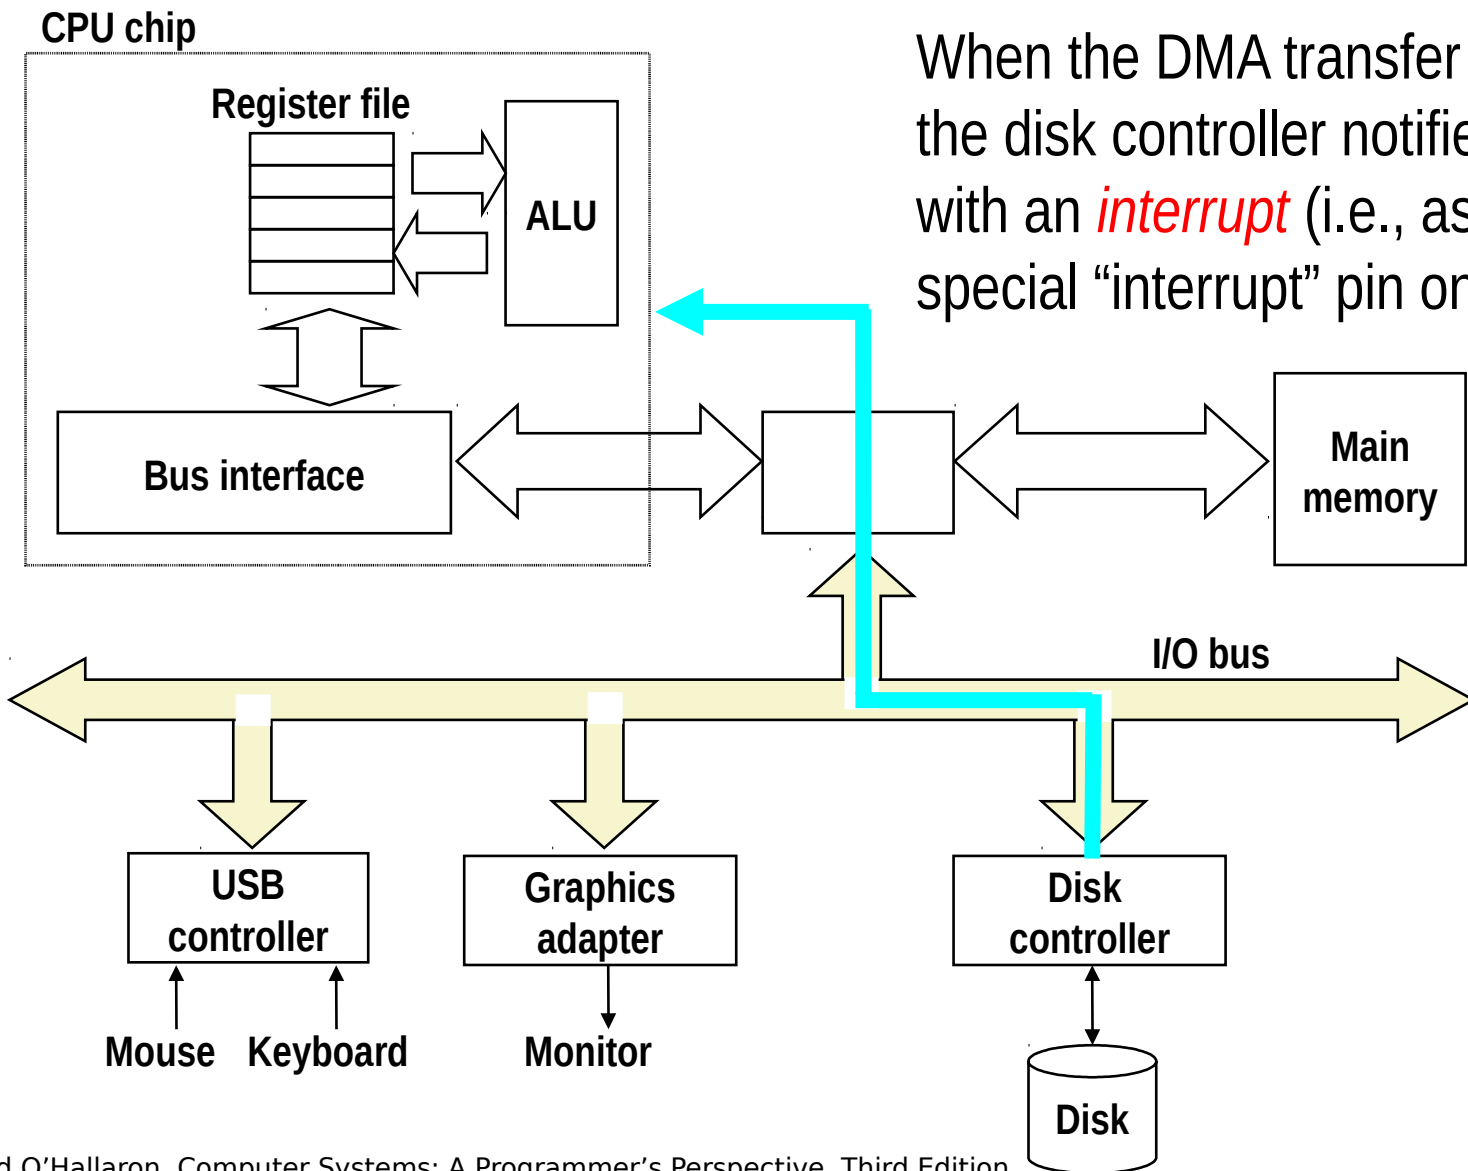 CPU chip
When the DMA transfer
the disk controller notifie
with an interrupt (i.e., as
special “interrupt” pin on
Register file
ALU
Bus interface
Main
memory
I/O bus
USB
controller
Graphics
adapter
Disk
controller
Mouse
Keyboard
Monitor
Disk
d O’Hallaron, Computer Systems: A Programmer’s Perspective, Third Edition